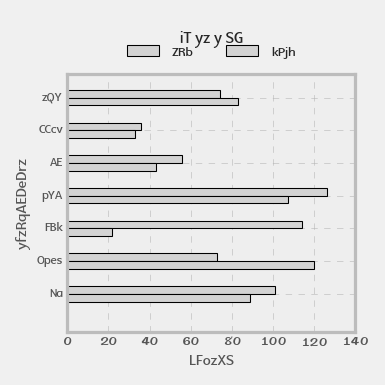 iT yz y SG
ZRb kPjh
zQY
CCcv
AE
pYA
FBk
Opes
Na
0 20 40 60 80 100 120 140
LFozXS
yfzRqAEDeDrz